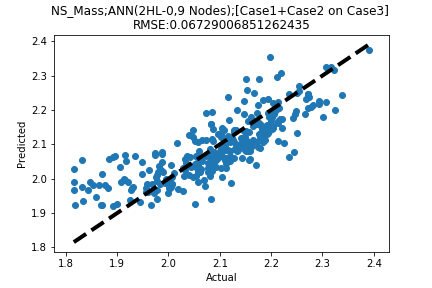 NS_Mass;ANN(2HL-0,9 Nodes);[Case1+Case2 on Case3]
RMSE:0.06729006851262435
2.4
2.3
2.2
2.1
2.0
1.9
1.8
Predicted
1.8 1.9 2.0 2.1 2.2 2.3 2.4
Actual